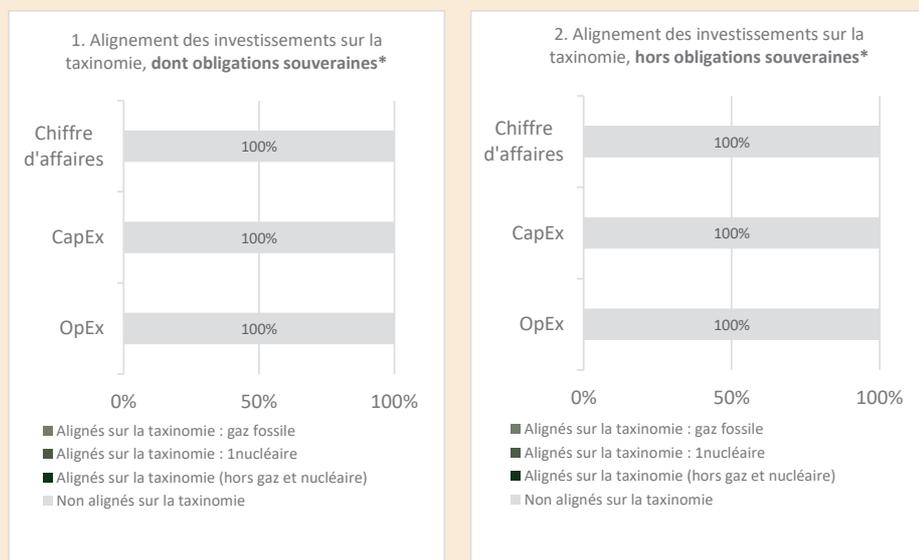 1. Alignement des investissements sur la
taxinomie, dont obligations souveraines*
Chiffre
d'affaires
100%
CapEx
100%
OpEx
100%
0%
50%
100%
Alignés sur la taxinomie : gaz fossile
Alignés sur la taxinomie : 1nucléaire
Alignés sur la taxinomie (hors gaz et nucléaire)
Non alignés sur la taxinomie
2. Alignement des investissements sur la
taxinomie, hors obligations souveraines*
Chiffre
d'affaires
100%
CapEx
100%
OpEx
100%
0%
50%
100%
Alignés sur la taxinomie : gaz fossile
Alignés sur la taxinomie : 1nucléaire
Alignés sur la taxinomie (hors gaz et nucléaire)
Non alignés sur la taxinomie